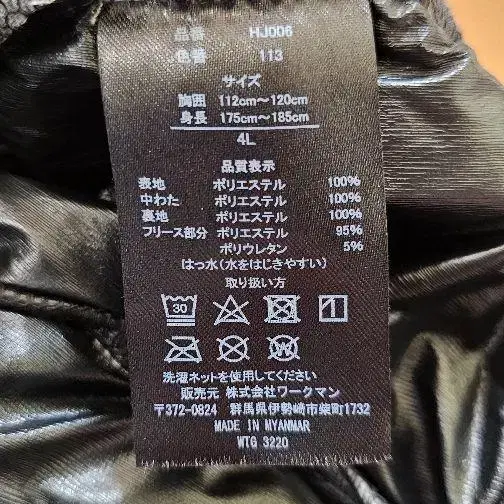 品番 HJ006
色番 113
サイズ
胸囲 112cm～120cm
身長 175cm～185cm
4L
品質表示
表地 ポリエステル 100%
中わた ポリエステル 100%
裏地 ポリエステル 100%
フリース部分 ポリエステル 95%
ポリウレタン 5%
はっ水(水をはじきやすい)
取り扱い方
30
洗濯ネットを使用してください
販売元 株式会社ワークマン
〒372-0824 群馬県伊勢崎市柴町1732
MADE IN MYANMAR
WTG 3220